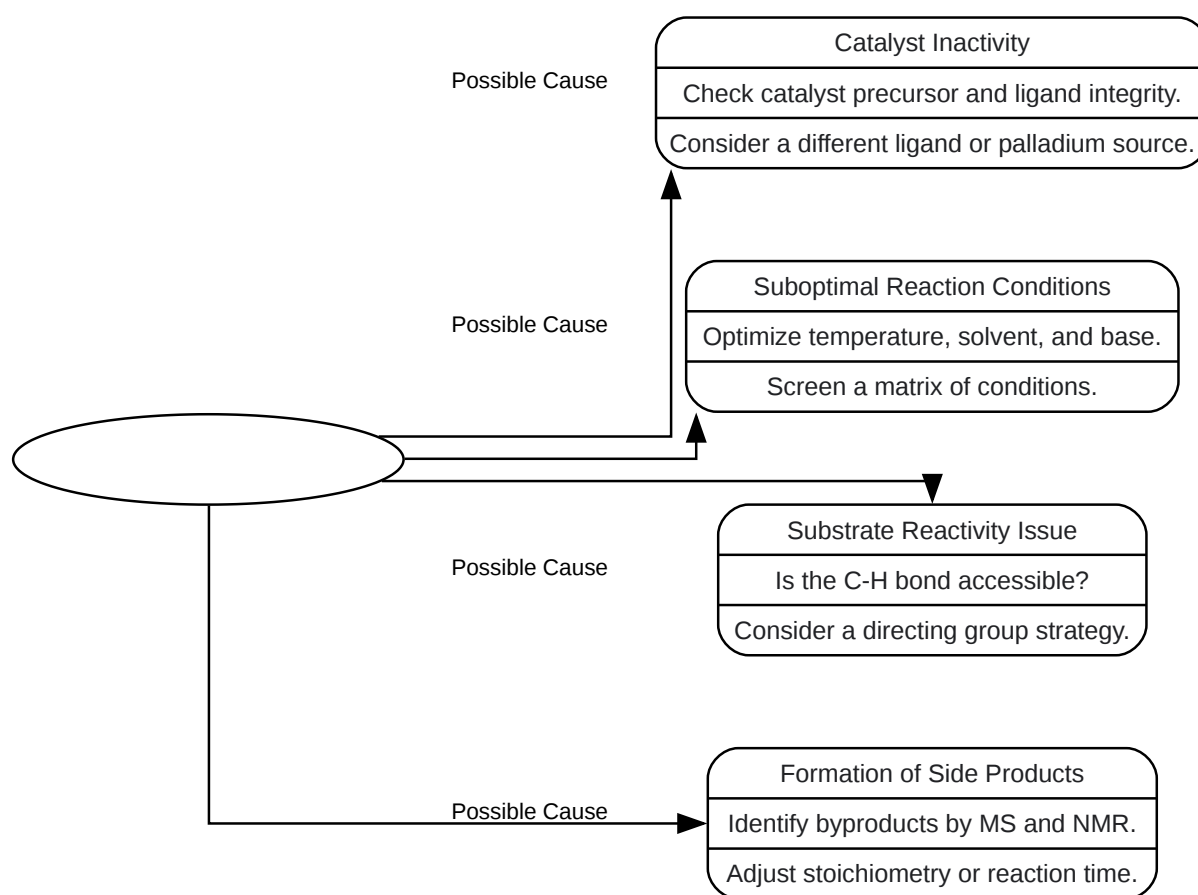 Catalyst Inactivity
Possible Cause
Check catalyst precursor and ligand integrity.
Consider a different ligand or palladium source.
Suboptimal Reaction Conditions
Possible Cause
Optimize temperature, solvent, and base.
Screen a matrix of conditions.
Substrate Reactivity Issue
Possible Cause
Is the C-H bond accessible?
Consider a directing group strategy.
Formation of Side Products
Possible Cause
Identify byproducts by MS and NMR.
Adjust stoichiometry or reaction time.